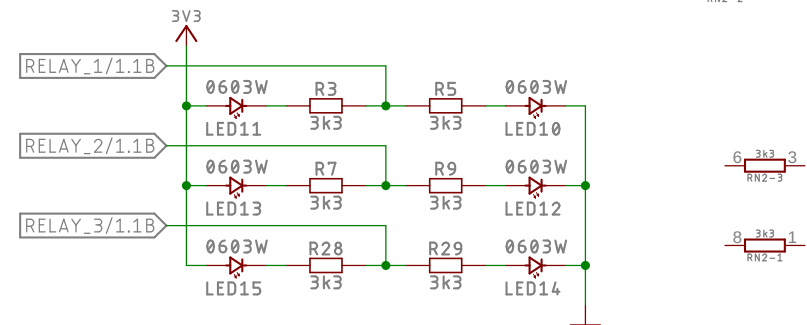 RN2-2
3V3
RELAY_1/1.1B
0603W R3 R5 0603W
LED11 3k3 3k3 LED10
RELAY_2/1.1B
0603W R7 R9 0603W
LED13 3k3 3k3 LED12
6 3k3 3
RN2-3
RELAY_3/1.1B
0603W R28 R29 0603W
LED15 3k3 3k3 LED14
8 3k3 1
RN2-1